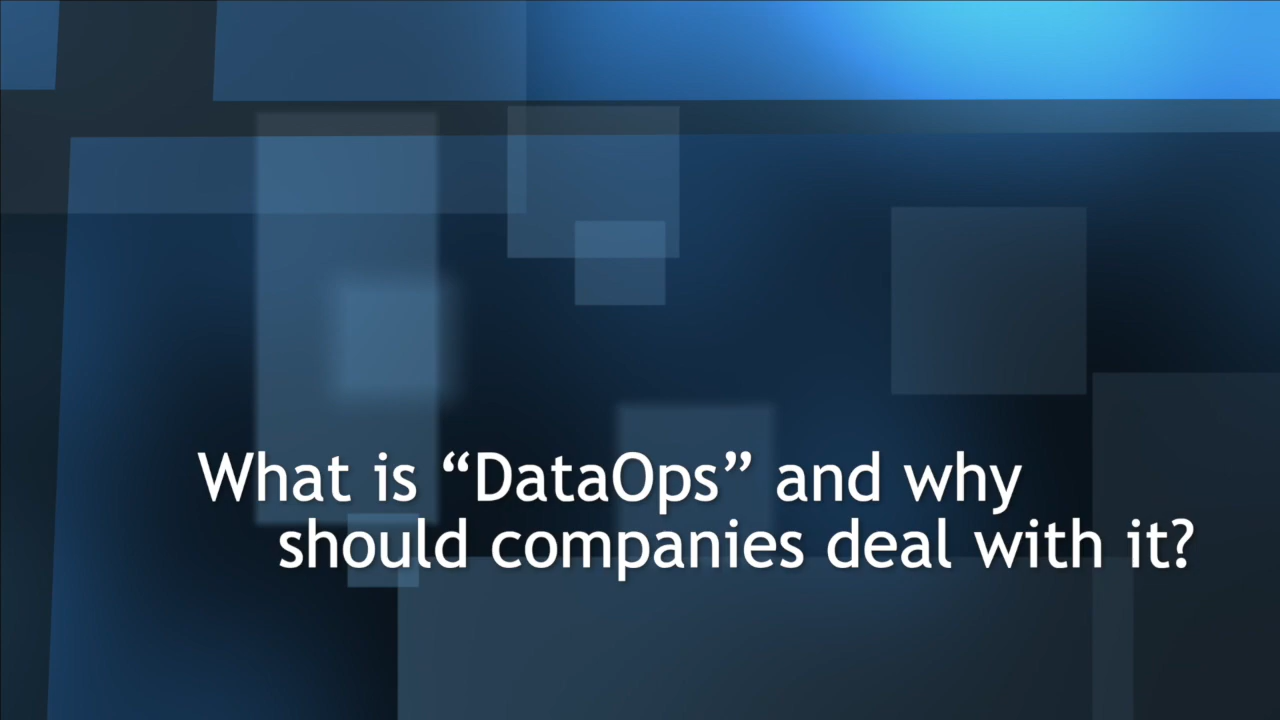 What is “DataOps” and why
should companies deal with it?